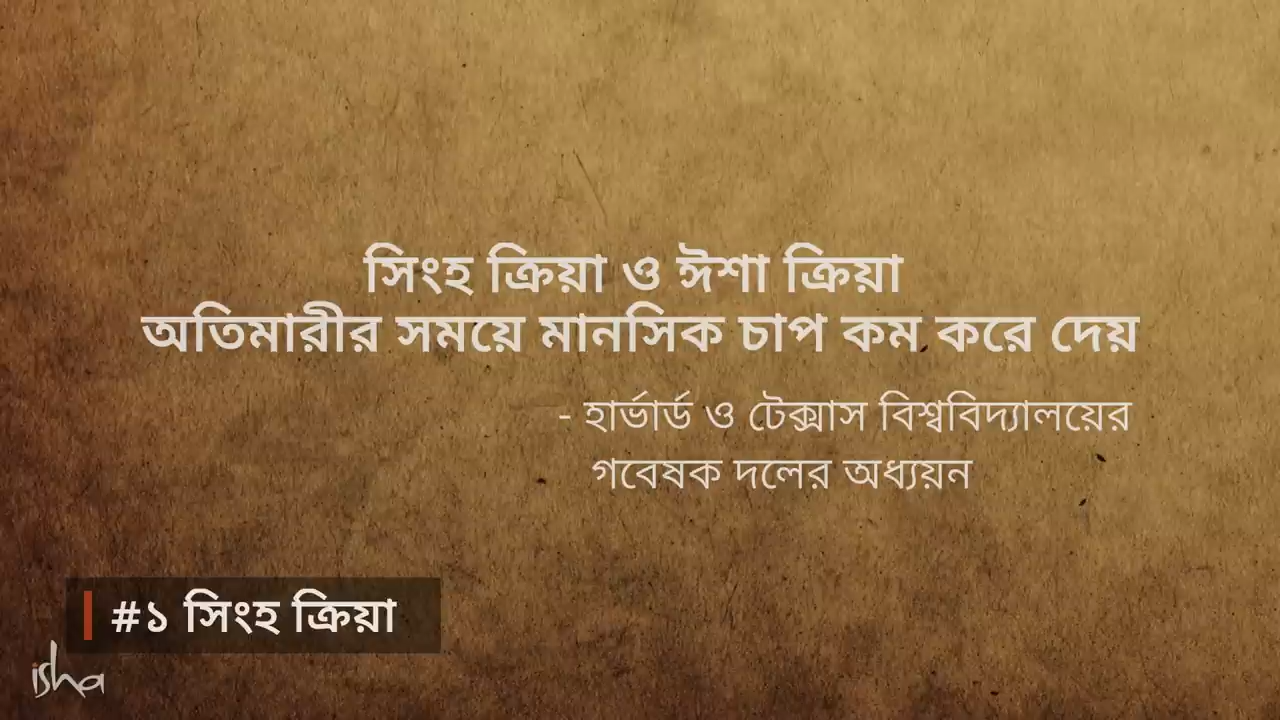 সিংহ ক্রিয়া ও ঈশা ক্রিয়া
অতিমারীর সময়ে মানসিক চাপ কম করে দেয়
- হার্ভার্ড ও টেক্সাস বিশ্ববিদ্যালয়ের
গবেষক দলের অধ্যয়ন
#১ সিংহ ক্রিয়া
isha